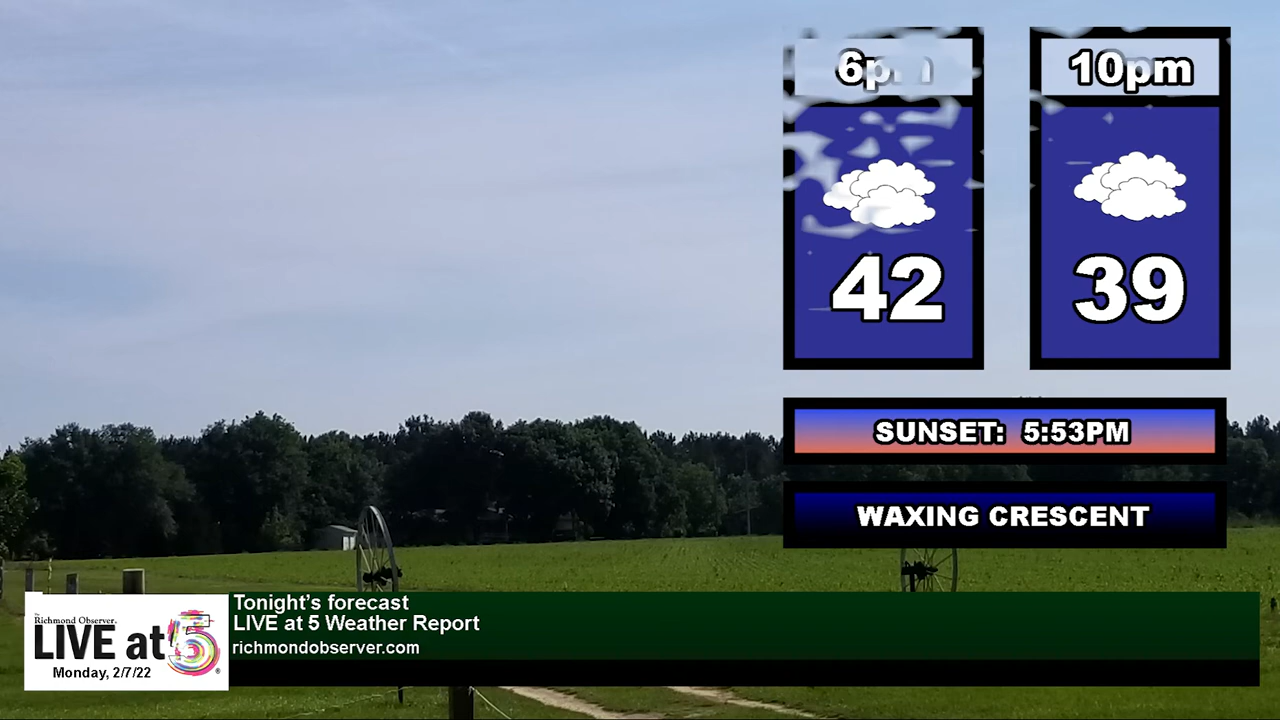 6pm
10pm
42
39
SUNSET: 5:53PM
WAXING CRESCENT
The
Richmond Observer.
LIVE at 5
Monday, 2/7/22
Tonight's forecast
LIVE at 5 Weather Report
richmondobserver.com